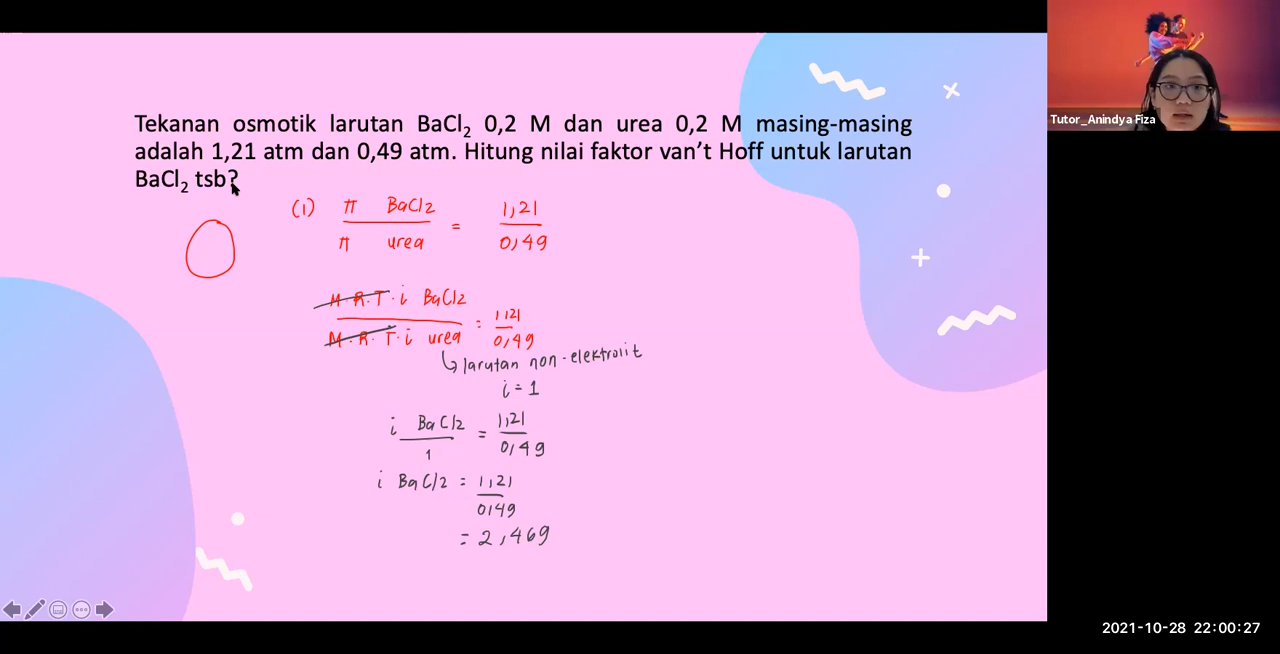 Tekanan osmotik larutan BaCl₂ 0,2 M dan urea 0,2 M masing-masing
adalah 1,21 atm dan 0,49 atm. Hitung nilai faktor van't Hoff untuk larutan
BaCl₂ tsb?
(1) π BaCl2 = 1,21
π urea 0,49
M.R.T.i BaCl2 = 1,21
M.R.T.i urea 0,49
↳ larutan non-elektrolit
i = 1
i BaCl2 = 1,21
1 0,49
i BaCl2 = 1,21
0,49
= 2,469
Tutor_Anindya Fiza
2021-10-28 22:00:27